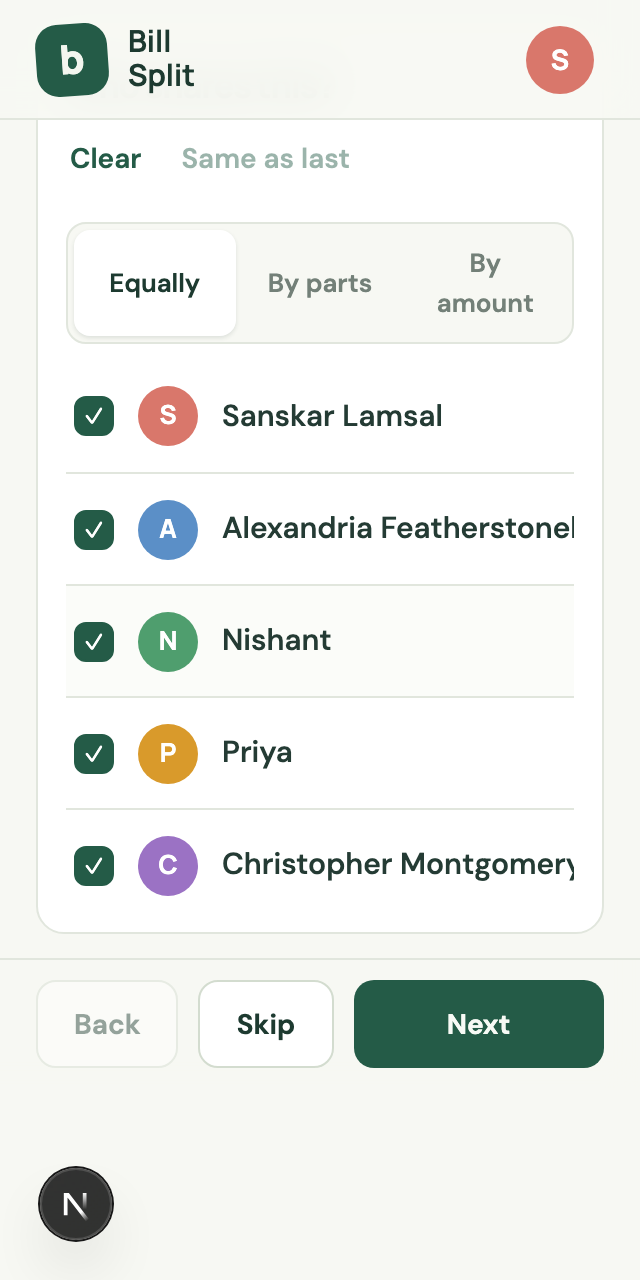 b
Bill
Split
S
Clear
Same as last
Equally
By parts
By
amount
S
Sanskar Lamsal
A
Alexandria Featherstone
N
Nishant
P
Priya
C
Christopher Montgomery
Back
Skip
Next
N